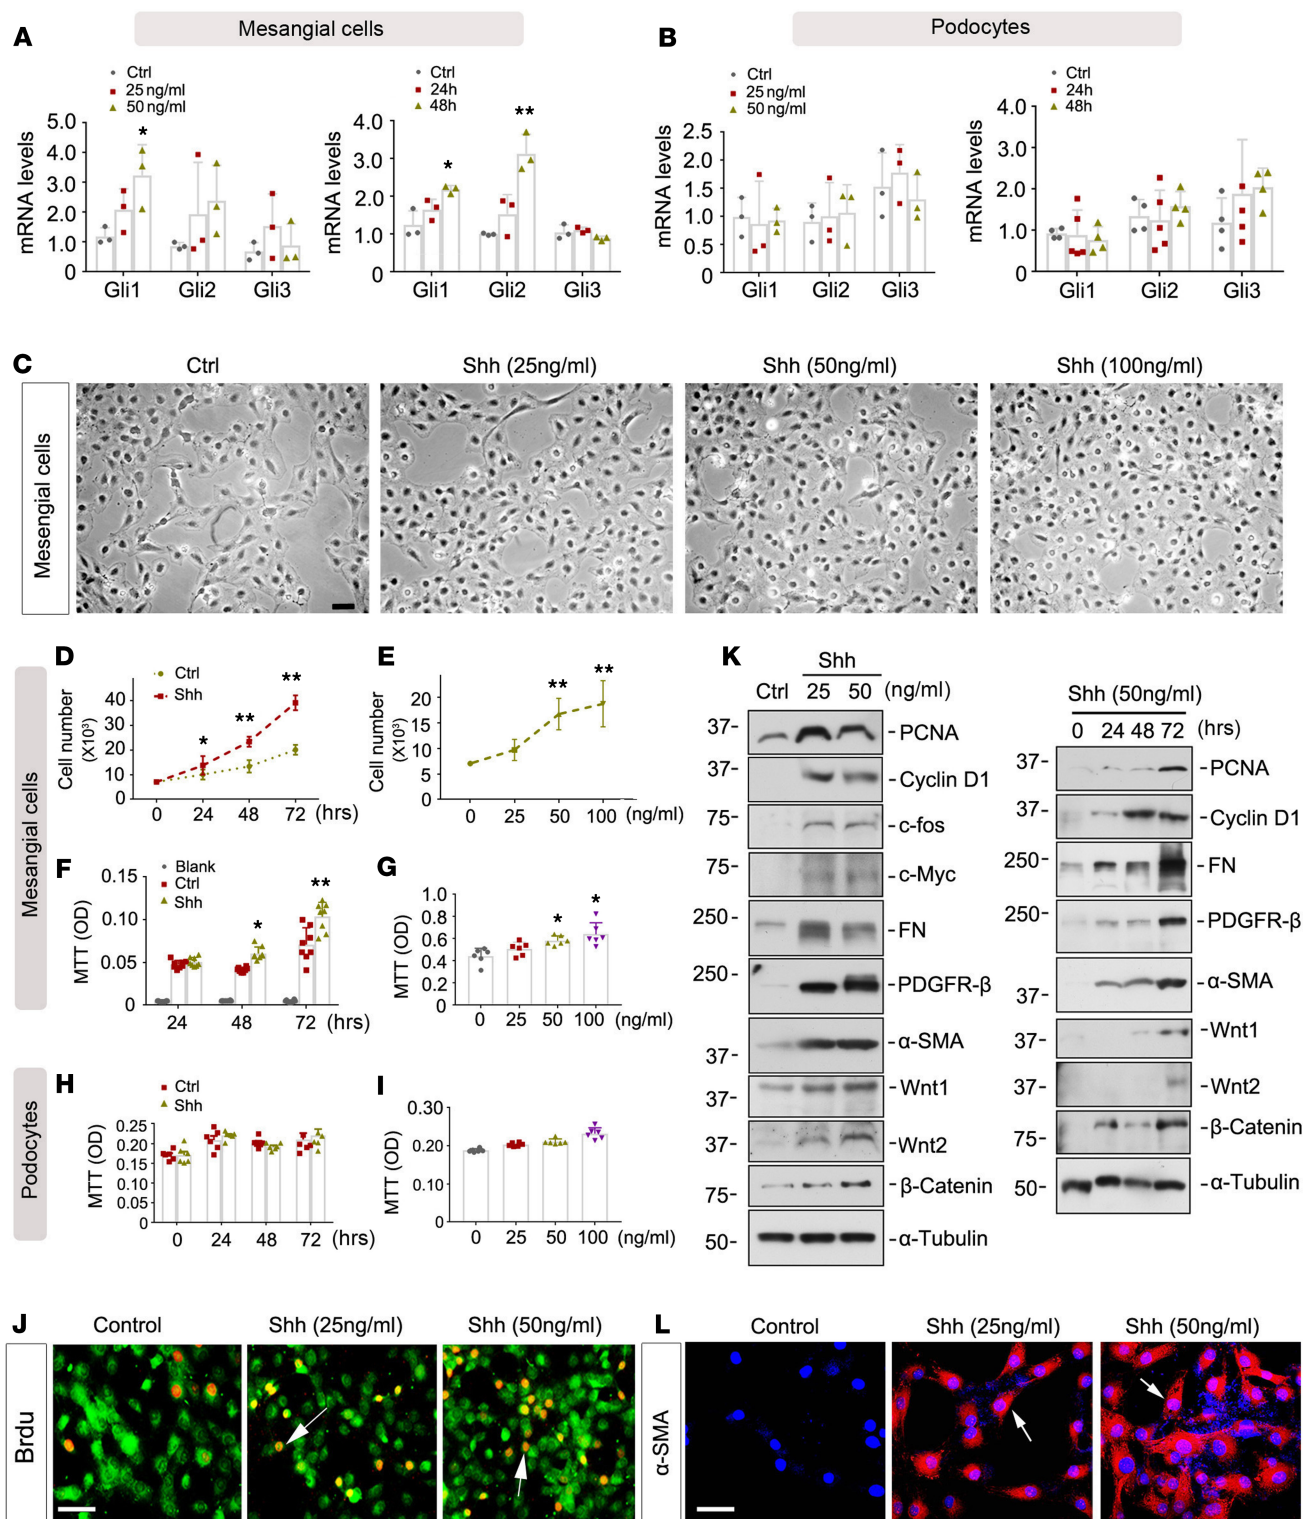 A
Mesangial cells
Ctrl
25 ng/ml
50 ng/ml
mRNA levels
5.0
4.0
3.0
2.0
1.0
0
*
Gli1 Gli2 Gli3
Ctrl
24h
48h
mRNA levels
4.0
3.0
2.0
1.0
0
*
**
Gli1 Gli2 Gli3
B
Podocytes
Ctrl
25 ng/ml
50 ng/ml
mRNA levels
2.5
2.0
1.5
1.0
0.5
0
Gli1 Gli2 Gli3
Ctrl
24h
48h
mRNA levels
4.0
3.0
2.0
1.0
0
Gli1 Gli2 Gli3
C
Ctrl Shh (25ng/ml) Shh (50ng/ml) Shh (100ng/ml)
Mesengial cells
Mesangial cells
D
Ctrl
Shh
Cell number
(X10³)
40
30
20
10
0
*
**
**
0 24 48 72 (hrs)
E
Cell number
(X10³)
20
15
10
5
0
**
**
0 25 50 100 (ng/ml)
F
Blank
Ctrl
Shh
MTT (OD)
0.15
0.10
0.05
0
*
**
24 48 72 (hrs)
G
MTT (OD)
1.0
0.8
0.6
0.4
0.2
0
*
*
0 25 50 100 (ng/ml)
Podocytes
H
Ctrl
Shh
MTT (OD)
0.25
0.20
0.15
0.10
0.05
0
0 24 48 72 (hrs)
I
MTT (OD)
0.30
0.20
0.10
0
0 25 50 100 (ng/ml)
K
Shh
Ctrl 25 50 (ng/ml)
37- -PCNA
37- -Cyclin D1
75- -c-fos
75- -c-Myc
250- -FN
250- -PDGFR-β
37- -α-SMA
37- -Wnt1
37- -Wnt2
75- -β-Catenin
50- -α-Tubulin
Shh (50ng/ml)
0 24 48 72 (hrs)
37- -PCNA
37- -Cyclin D1
250- -FN
250- -PDGFR-β
37- -α-SMA
37- -Wnt1
37- -Wnt2
75- -β-Catenin
50- -α-Tubulin
J
Control Shh (25ng/ml) Shh (50ng/ml)
Brdu
L
Control Shh (25ng/ml) Shh (50ng/ml)
α-SMA